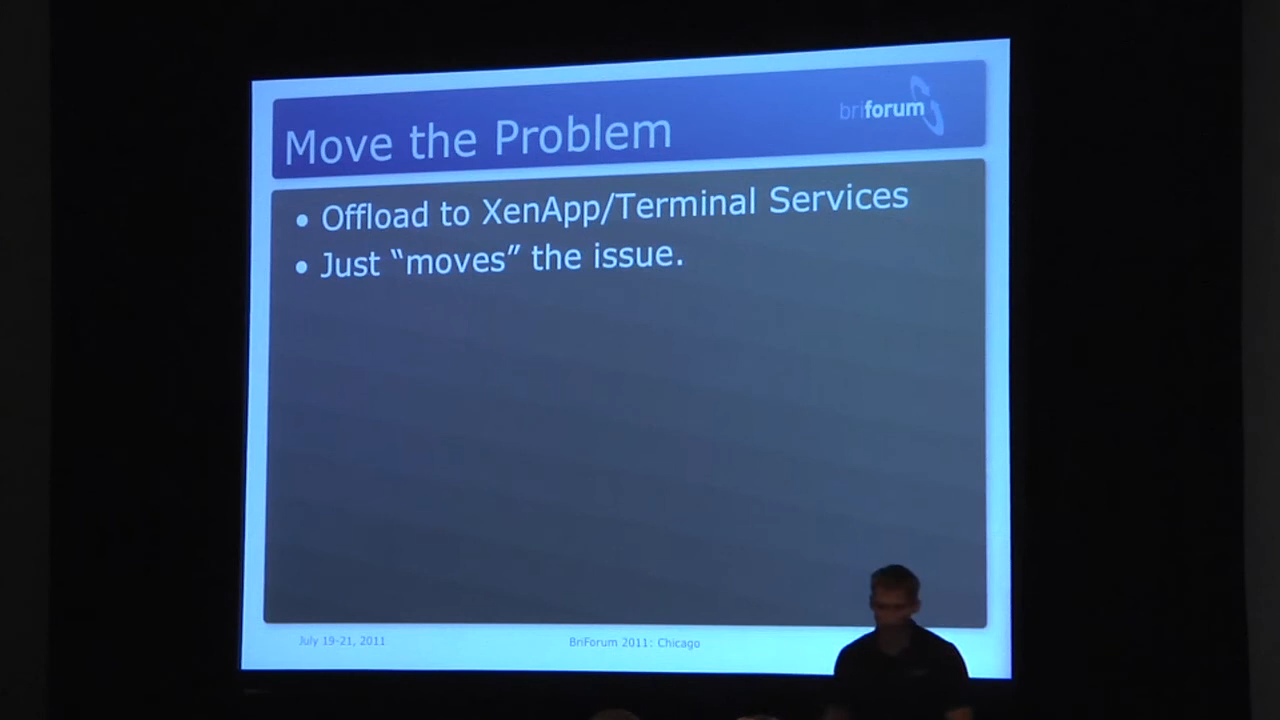 briforum
Move the Problem
• Offload to XenApp/Terminal Services
• Just “moves” the issue.
July 19-21, 2011
BriForum 2011: Chicago